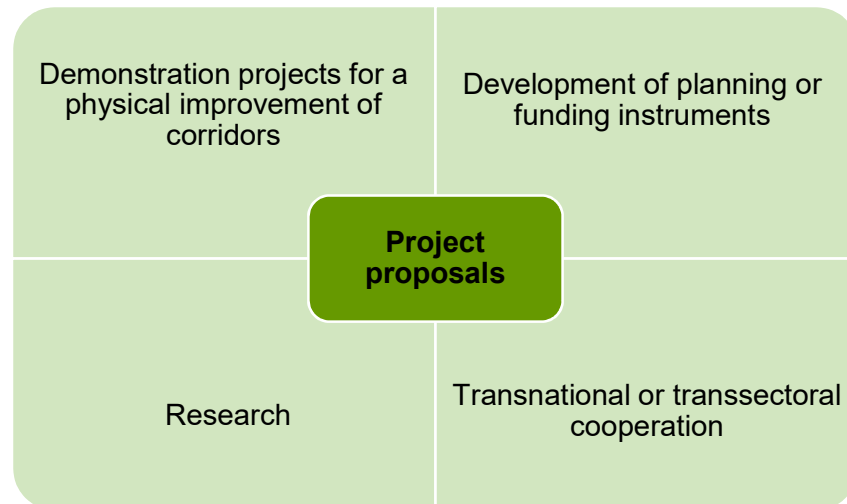 Demonstration projects for a
physical improvement of
corridors
Development of planning or
funding instruments
Project
proposals
Research
Transnational or transsectoral
cooperation